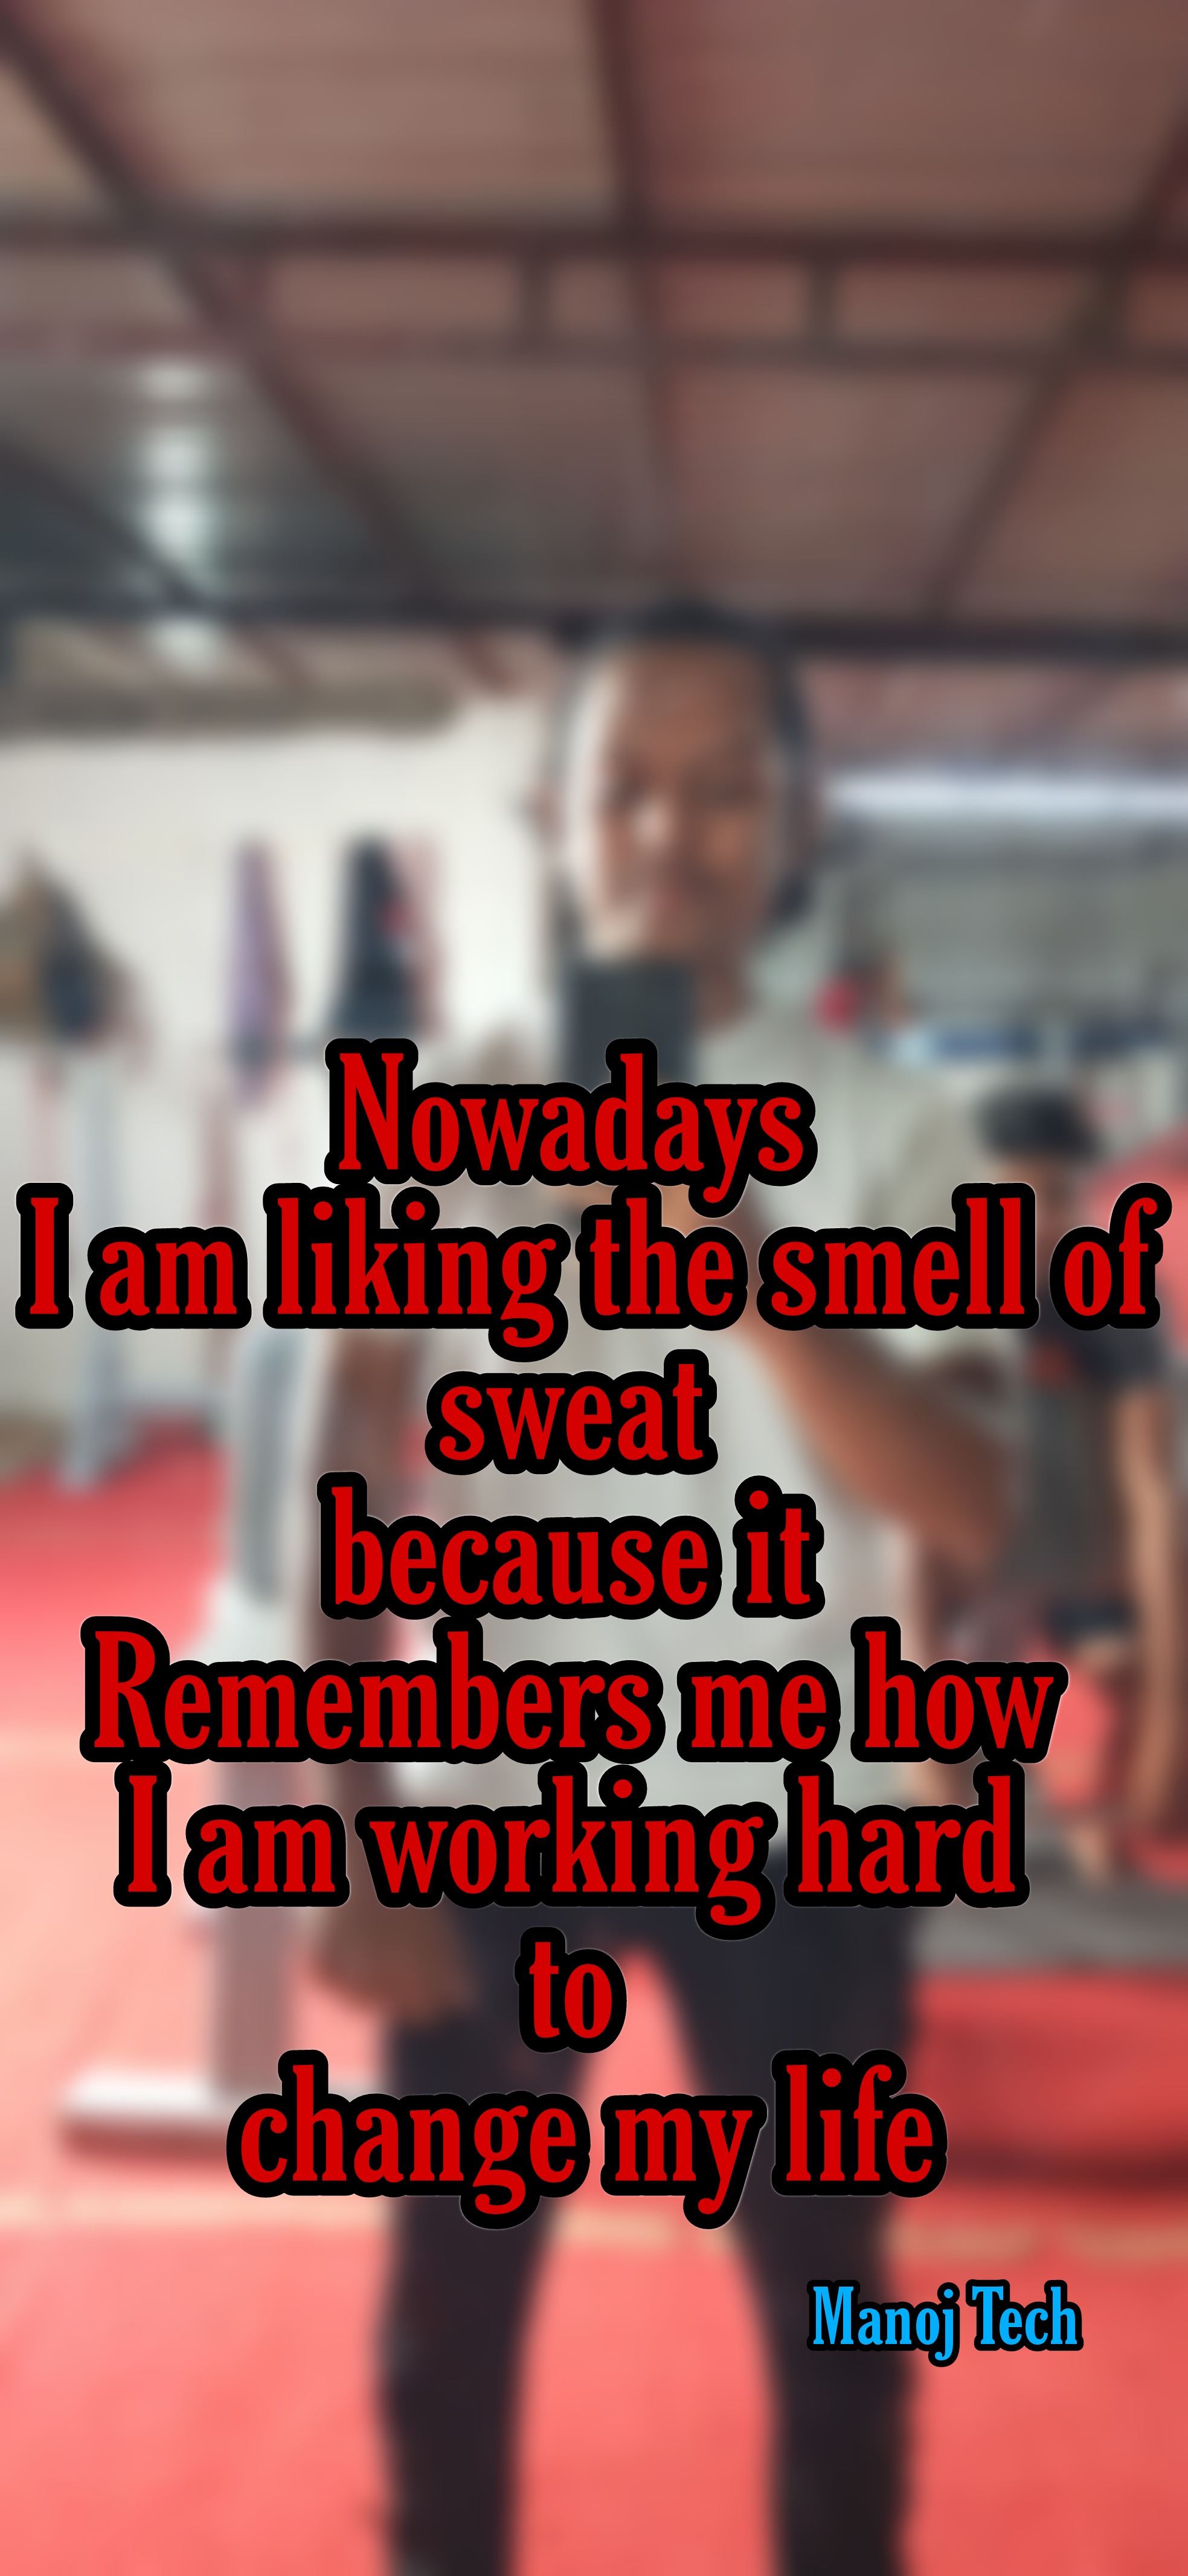 Nowadays
I am liking the smell of
sweat
because it
Remembers me how
I am working hard
to
change my life
Manoj Tech